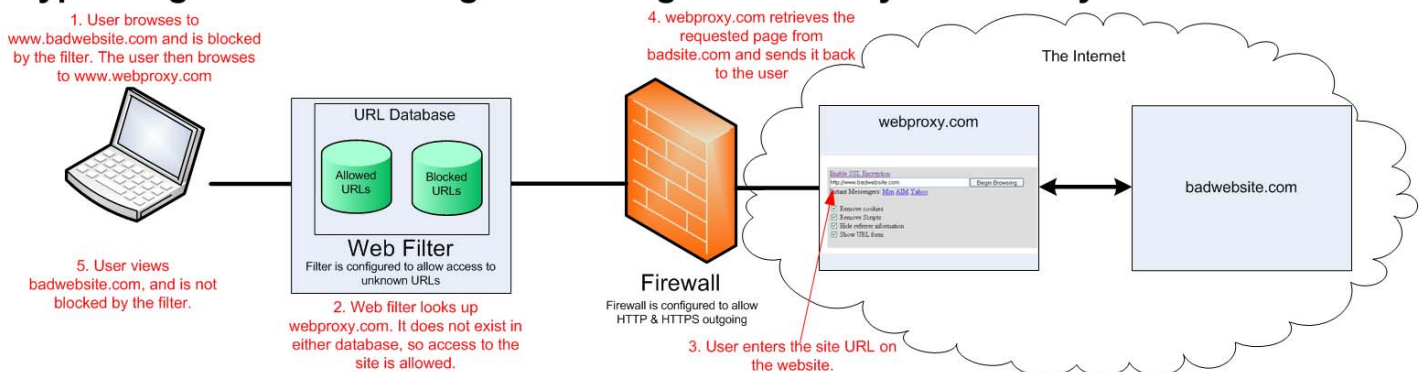 1. User browses to
www.badwebsite.com and is blocked
by the filter. The user then browses
to www.webproxy.com
4. webproxy.com retrieves the
requested page from
badsite.com and sends it back
to the user
The Internet
URL Database
Allowed
URLs
Blocked
URLs
Web Filter
Filter is configured to allow access to
unknown URLs
webproxy.com
Enable SSL Encryption
http://www.badwebsite.com
Begin Browsing
Instant Messengers: Msn AIM Yahoo
Remove cookies
Remove Scripts
Hide referrer information
Show URL form
badwebsite.com
5. User views
badwebsite.com, and is not
blocked by the filter.
2. Web filter looks up
webproxy.com. It does not exist in
either database, so access to the
site is allowed.
Firewall
Firewall is configured to allow
HTTP & HTTPS outgoing
3. User enters the site URL on
the website.